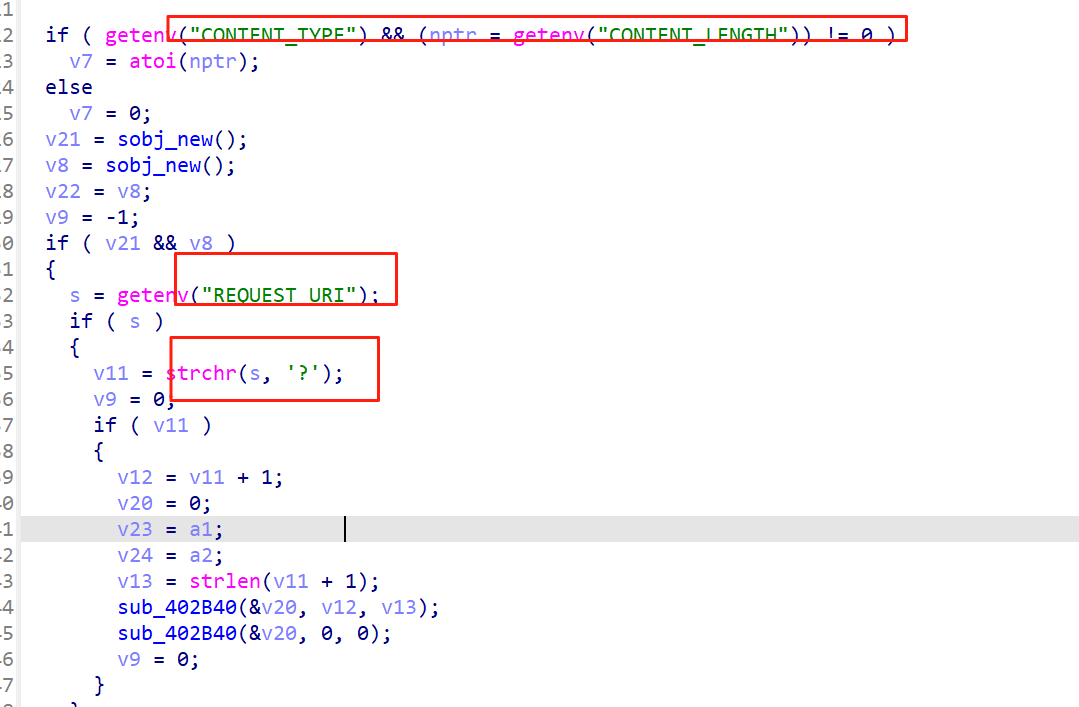 1
2 if ( getenv("CONTENT_TYPE") && (nptr = getenv("CONTENT_LENGTH")) != 0 )
3 v7 = atoi(nptr);
4 else
5 v7 = 0;
6 v21 = sobj_new();
7 v8 = sobj_new();
8 v22 = v8;
9 v9 = -1;
0 if ( v21 && v8 )
1 {
2 s = getenv("REQUEST_URI");
3 if ( s )
4 {
5 v11 = strchr(s, '?');
6 v9 = 0;
7 if ( v11 )
8 {
9 v12 = v11 + 1;
0 v20 = 0;
1 v23 = a1;
2 v24 = a2;
3 v13 = strlen(v11 + 1);
4 sub_402B40(&v20, v12, v13);
5 sub_402B40(&v20, 0, 0);
6 v9 = 0;
7 }